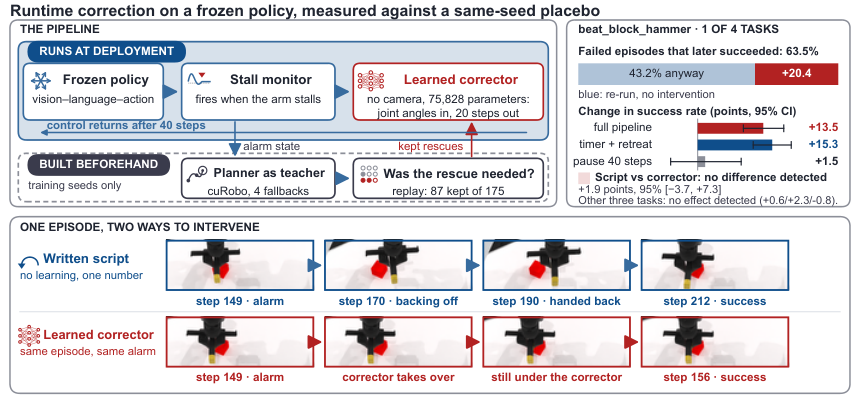 Runtime correction on a frozen policy, measured against a same-seed placebo
THE PIPELINE
RUNS AT DEPLOYMENT
Frozen policy
vision–language–action
Stall monitor
fires when the arm stalls
Learned corrector
no camera, 75,828 parameters:
joint angles in, 20 steps out
control returns after 40 steps
alarm state
kept rescues
BUILT BEFOREHAND
training seeds only
Planner as teacher
cuRobo, 4 fallbacks
Was the rescue needed?
replay: 87 kept of 175
beat_block_hammer · 1 OF 4 TASKS
Failed episodes that later succeeded: 63.5%
43.2% anyway
+20.4
blue: re-run, no intervention
Change in success rate (points, 95% CI)
full pipeline
+13.5
timer + retreat
+15.3
pause 40 steps
+1.5
Script vs corrector: no difference detected
+1.9 points, 95% [−3.7, +7.3]
Other three tasks: no effect detected (+0.6/+2.3/-0.8).
ONE EPISODE, TWO WAYS TO INTERVENE
Written script
no learning, one number
step 149 · alarm
step 170 · backing off
step 190 · handed back
step 212 · success
Learned corrector
same episode, same alarm
step 149 · alarm
corrector takes over
still under the corrector
step 156 · success